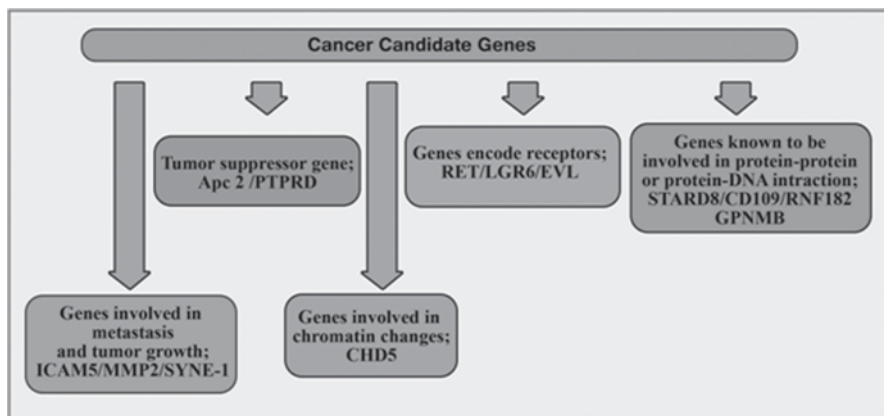 Cancer Candidate Genes
Tumor suppressor gene;
Apc 2 /PTPRD
Genes encode receptors;
RET/LGR6/EVL
Genes known to be
involved in protein-protein
or protein-DNA intraction;
STARD8/CD109/RNF182
GPNMB
Genes involved in
metastasis
and tumor growth;
ICAM5/MMP2/SYNE-1
Genes involved in
chromatin changes;
CHD5